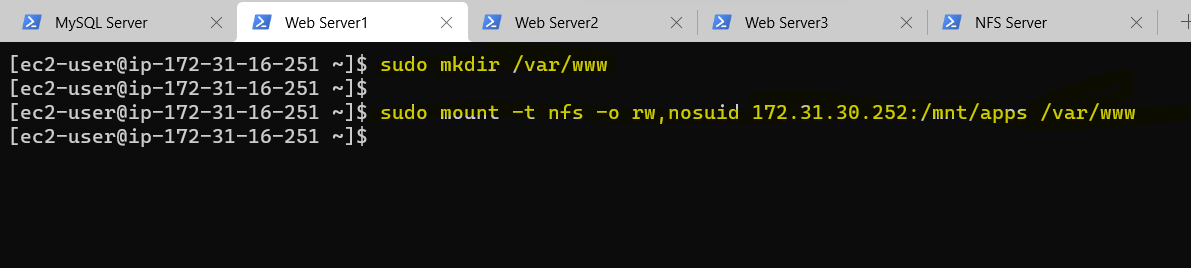 MySQL Server
Web Server1
Web Server2
Web Server3
NFS Server
[ec2-user@ip-172-31-16-251 ~]$ sudo mkdir /var/www
[ec2-user@ip-172-31-16-251 ~]$
[ec2-user@ip-172-31-16-251 ~]$ sudo mount -t nfs -o rw,nosuid 172.31.30.252:/mnt/apps /var/www
[ec2-user@ip-172-31-16-251 ~]$